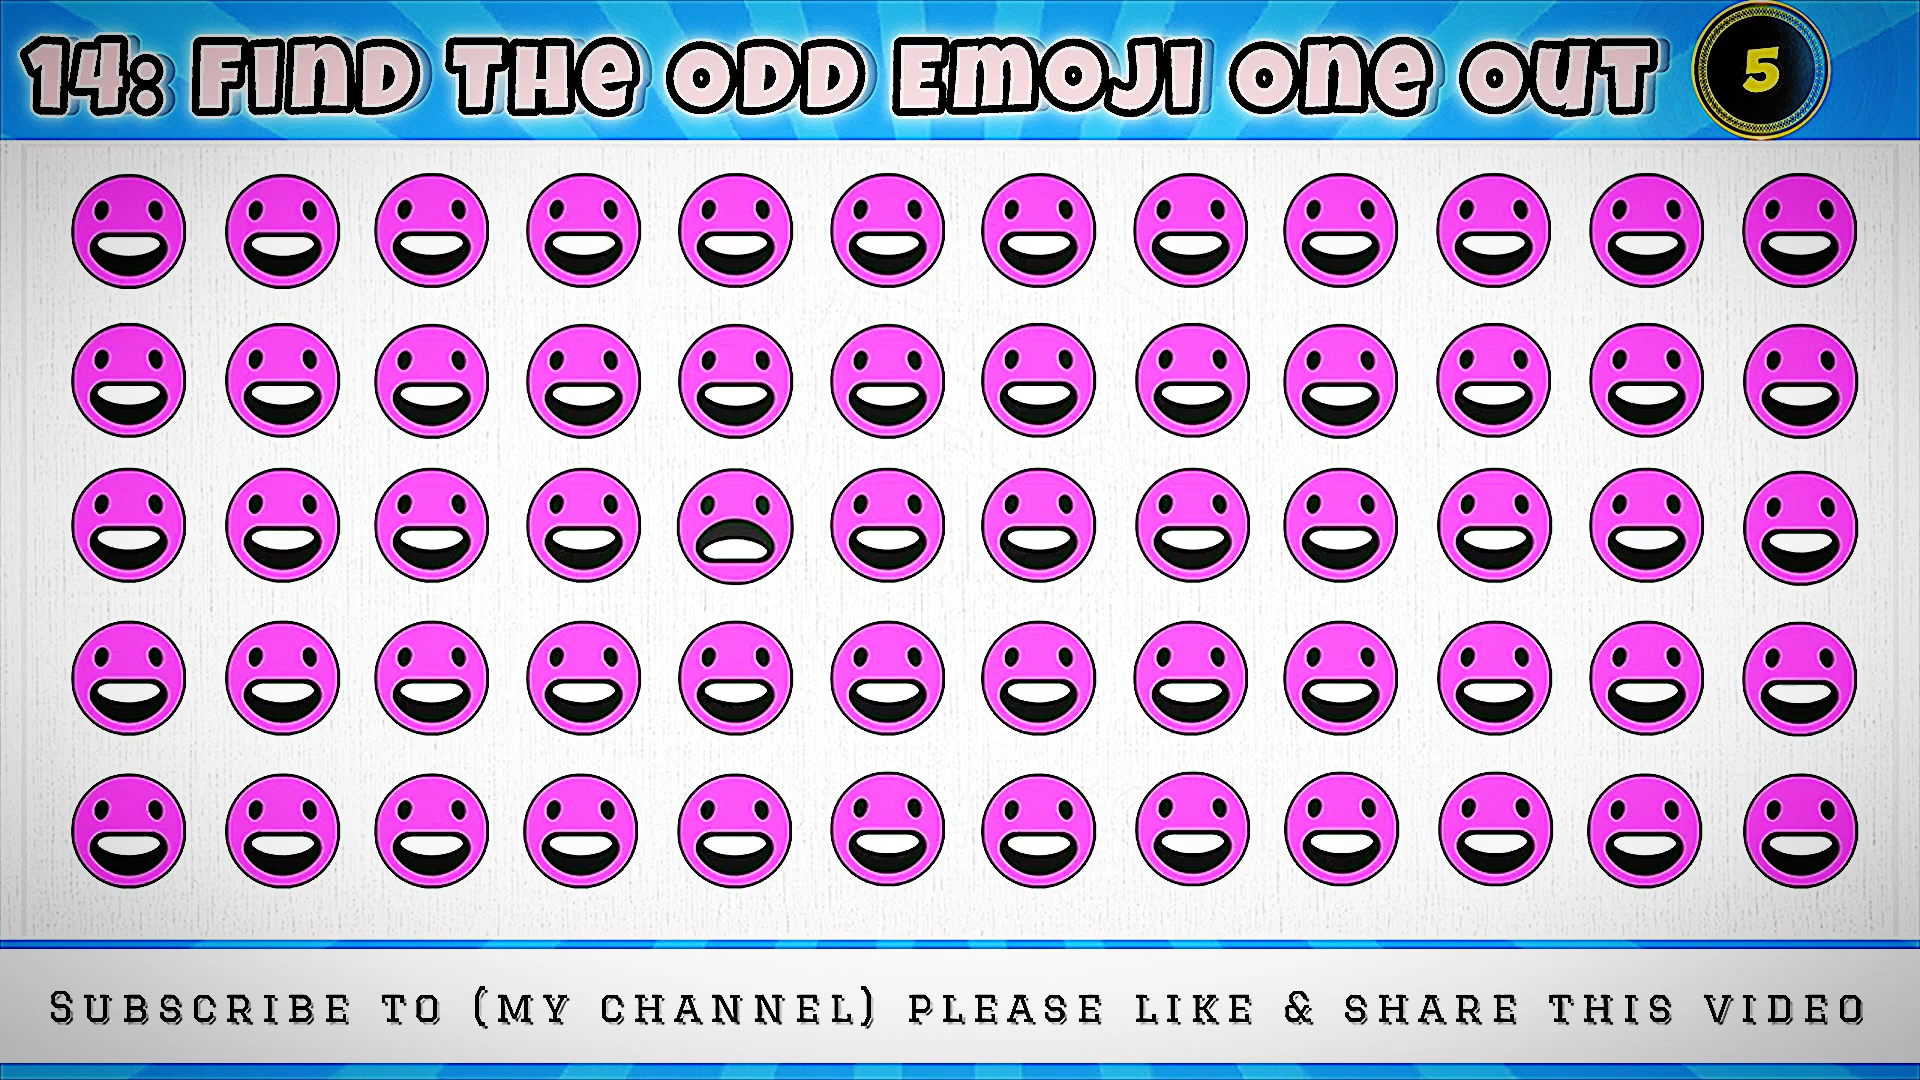 14: FIND THE ODD EMOJI ONE OUT 5
SUBSCRIBE TO (MY CHANNEL) PLEASE LIKE & SHARE THIS VIDEO